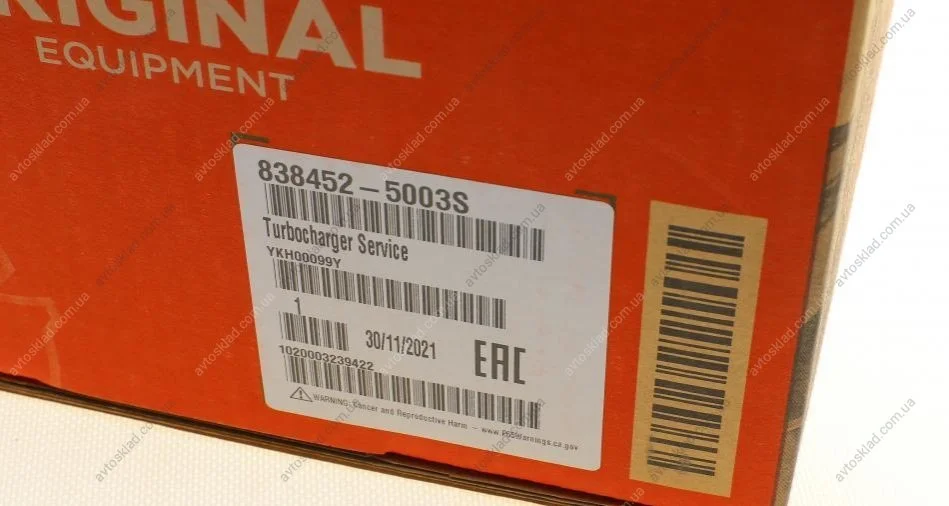 RIGINAL
EQUIPMENT
838452-5003S
Turbocharger Service
YKH00099Y
1
30/11/2021
EAC
1020003239422
WARNING: Cancer and Reproductive Harm - www.P65Warnings.ca.gov
avtosklad.com.ua